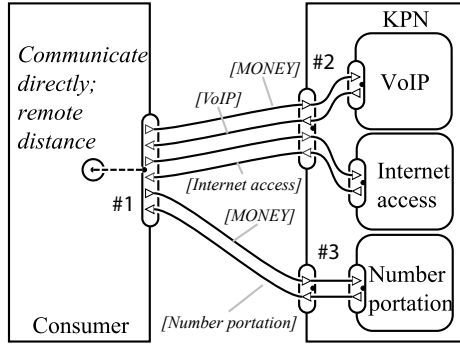 KPN
Communicate
directly;
remote
distance
[MONEY]
#2
[VoIP]
VoIP
[Internet access]
Internet
access
#1
[MONEY]
#3
Number
portation
[Number portation]
Consumer